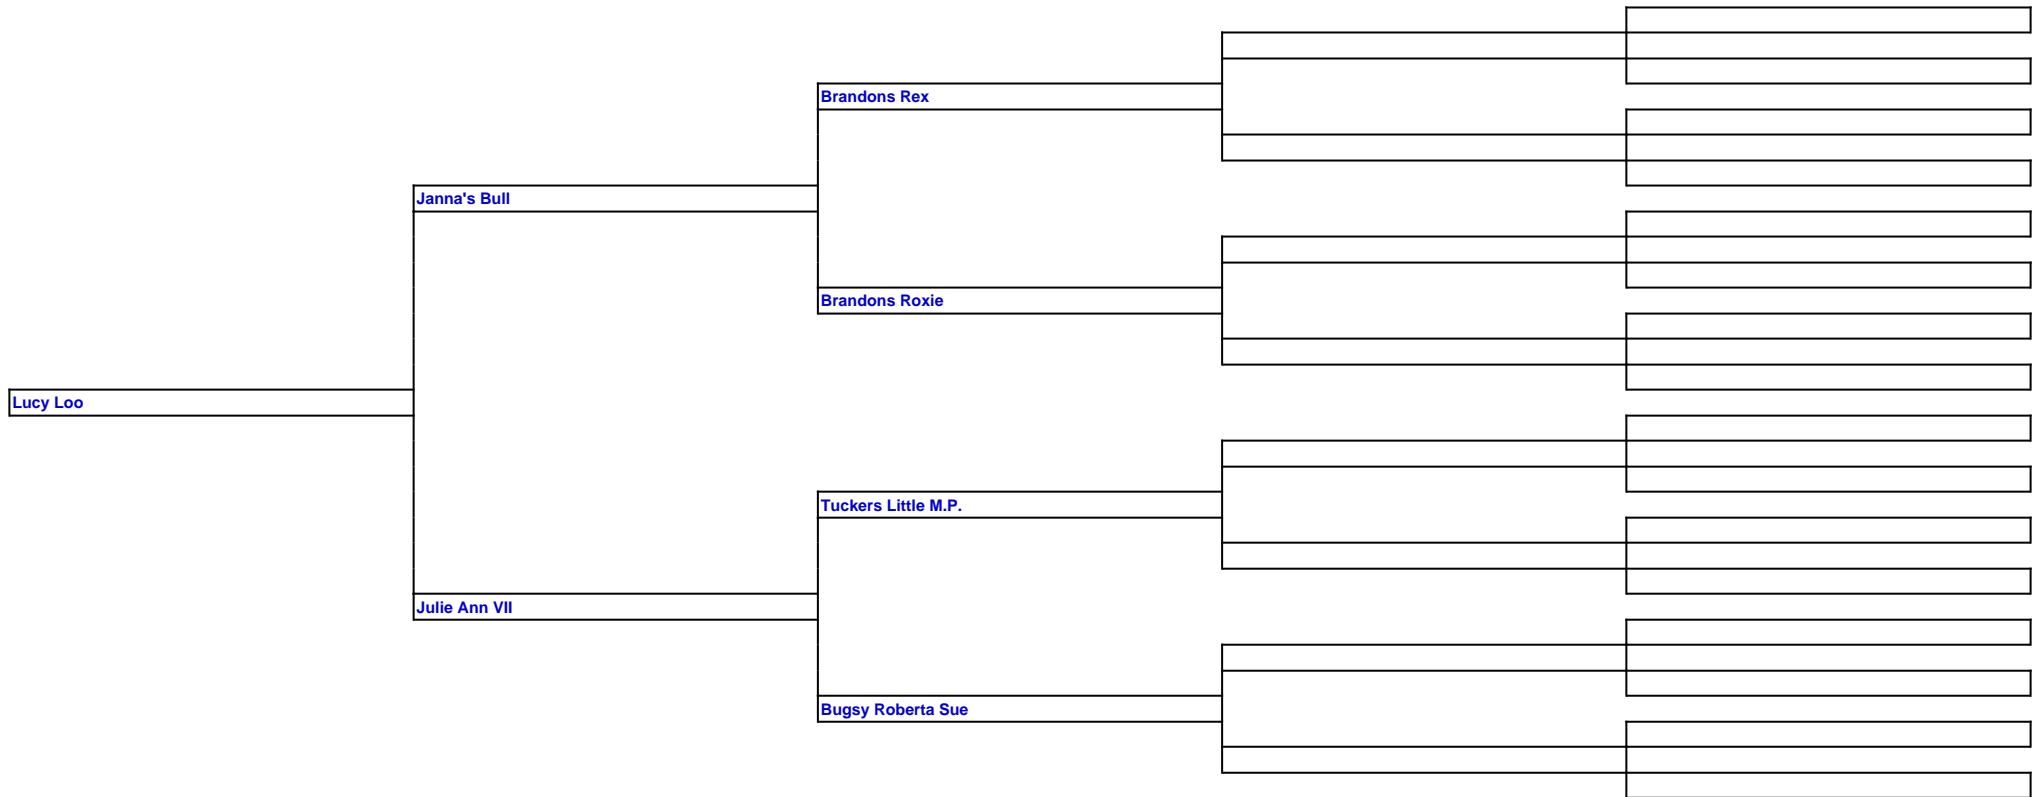 Brandons Rex
Janna's Bull
Brandons Roxie
Lucy Loo
Tuckers Little M.P.
Julie Ann VII
Bugsy Roberta Sue